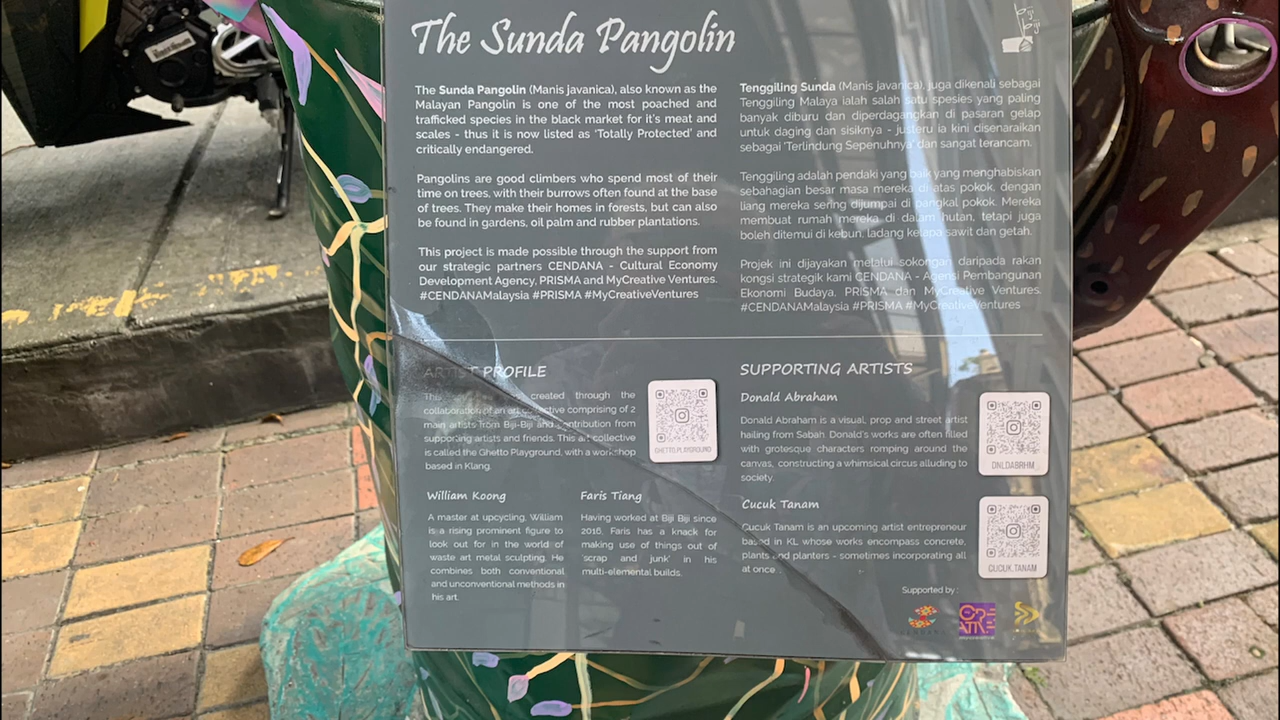 The Sunda Pangolin
The Sunda Pangolin (Manis javanica), also known as the
Malayan Pangolin is one of the most poached and
trafficked species in the black market for it's meat and
scales - thus it is now listed as 'Totally Protected' and
critically endangered.
Pangolins are good climbers who spend most of their
time on trees, with their burrows often found at the base
of trees. They make their homes in forests, but can also
be found in gardens, oil palm and rubber plantations.
This project is made possible through the support from
our strategic partners CENDANA - Cultural Economy
Development Agency, PRISMA and MyCreative Ventures.
#CENDANAMalaysia #PRISMA #MyCreativeVentures
Tenggiling Sunda (Manis javanica), juga dikenali sebagai
Tenggiling Malaya ialah salah satu spesies yang paling
banyak diburu dan diperdagangkan di pasaran gelap
untuk daging dan sisiknya - justeru ia kini disenaraikan
sebagai 'Terlindung Sepenuhnya' dan sangat terancam.
Tenggiling adalah pendaki yang baik yang menghabiskan
sebahagian besar masa mereka di atas pokok, dengan
liang mereka sering dijumpai di pangkal pokok. Mereka
membuat rumah mereka di dalam hutan, tetapi juga
boleh ditemui di kebun, ladang kelapa sawit dan getah.
Projek ini dijayakan melalui sokongan daripada rakan
kongsi strategik kami CENDANA - Agensi Pembangunan
Ekonomi Budaya, PRISMA dan MyCreative Ventures.
#CENDANAMalaysia #PRISMA #MyCreativeVentures
ARTIST PROFILE
This created through the
collaboration of an art collective comprising of 2
main artists from Biji-Biji and contribution from
supporting artists and friends. This art collective
is called the Ghetto Playground, with a workshop
based in Klang.
GHETTO.PLAYGROUND
William Koong
A master at upcycling, William
is a rising prominent figure to
look out for in the world of
waste art metal sculpting. He
combines both conventional
and unconventional methods in
his art.
Faris Tiang
Having worked at Biji Biji since
2016, Faris has a knack for
making use of things out of
'scrap and junk' in his
multi-elemental builds.
SUPPORTING ARTISTS
Donald Abraham
Donald Abraham is a visual, prop and street artist
hailing from Sabah. Donald's works are often filled
with grotesque characters romping around the
canvas, constructing a whimsical circus alluding to
society.
DNLDABRHM
Cucuk Tanam
Cucuk Tanam is an upcoming artist entrepreneur
based in KL whose works encompass concrete,
plants and planters - sometimes incorporating all
at once.
CUCUK.TANAM
Supported by:
CENDANA